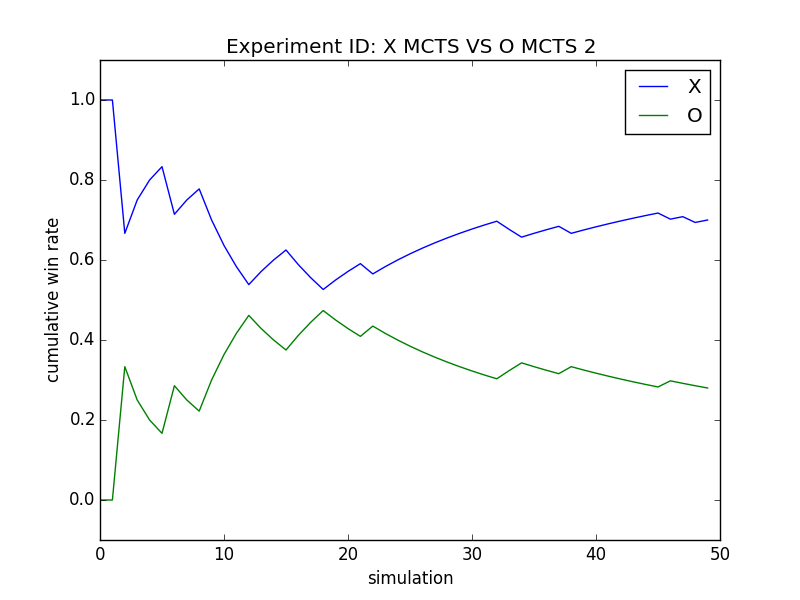 Experiment ID: X MCTS VS O MCTS 2
X
O
1.0
0.8
0.6
0.4
0.2
0.0
cumulative win rate
0 10 20 30 40 50
simulation